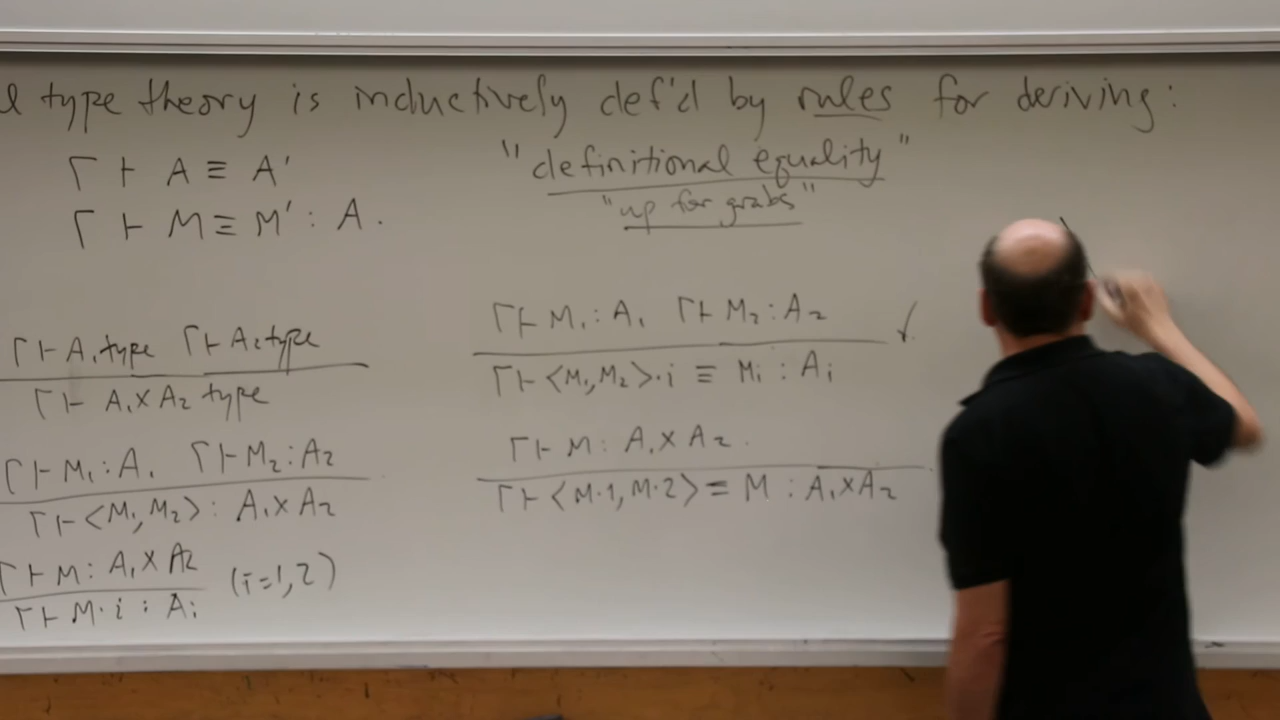 type theory is inductively def'd by rules for deriving:
Γ ⊢ A ≡ A'
Γ ⊢ M ≡ M' : A.
"definitional equality"
"up for grabs"
Γ ⊢ A₁ type Γ ⊢ A₂ type
Γ ⊢ A₁ × A₂ type
Γ ⊢ M₁ : A₁ Γ ⊢ M₂ : A₂
Γ ⊢ <M₁, M₂> : A₁ × A₂
Γ ⊢ M : A₁ × A₂
Γ ⊢ M·i : Aᵢ (i=1,2)
Γ ⊢ M₁ : A₁ Γ ⊢ M₂ : A₂ ✓
Γ ⊢ <M₁, M₂>·i ≡ Mᵢ : Aᵢ
Γ ⊢ M : A₁ × A₂.
Γ ⊢ <M·1, M·2> ≡ M : A₁ × A₂